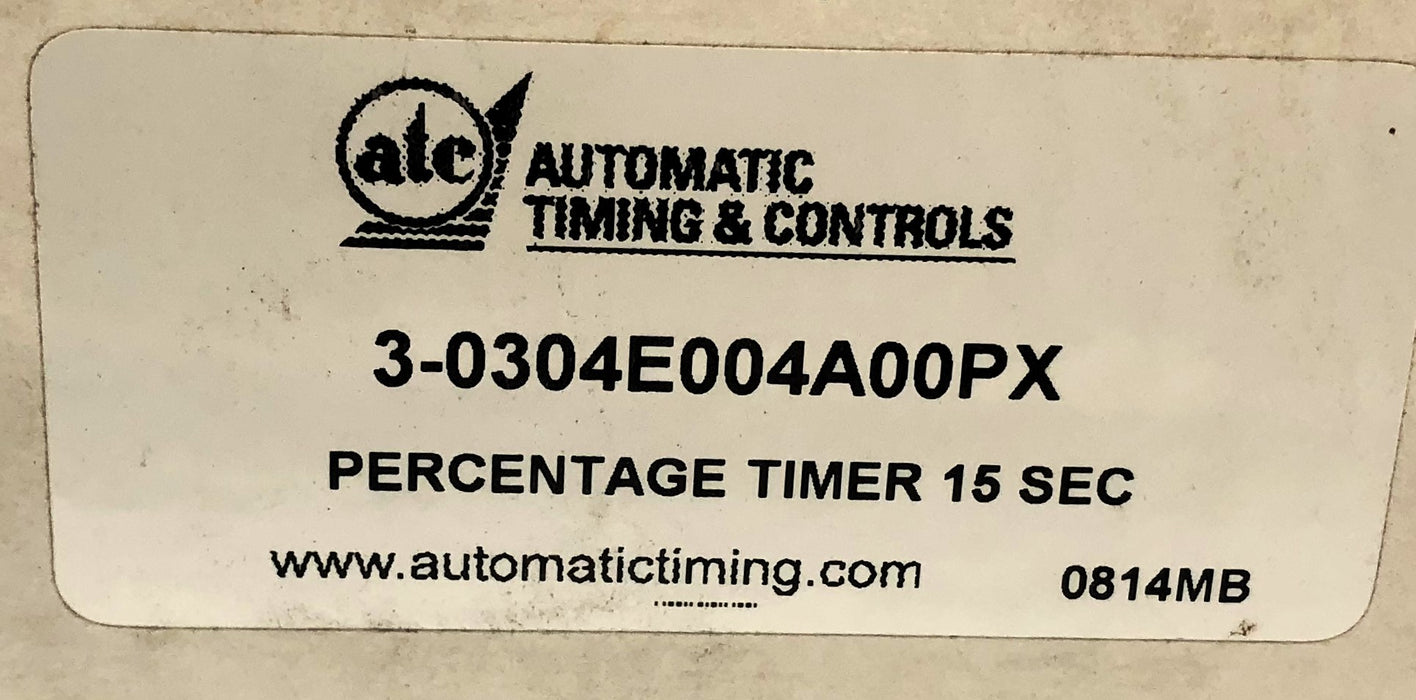 atc
AUTOMATIC
TIMING & CONTROLS
3-0304E004A00PX
PERCENTAGE TIMER 15 SEC
www.automatictiming.com
0814MB